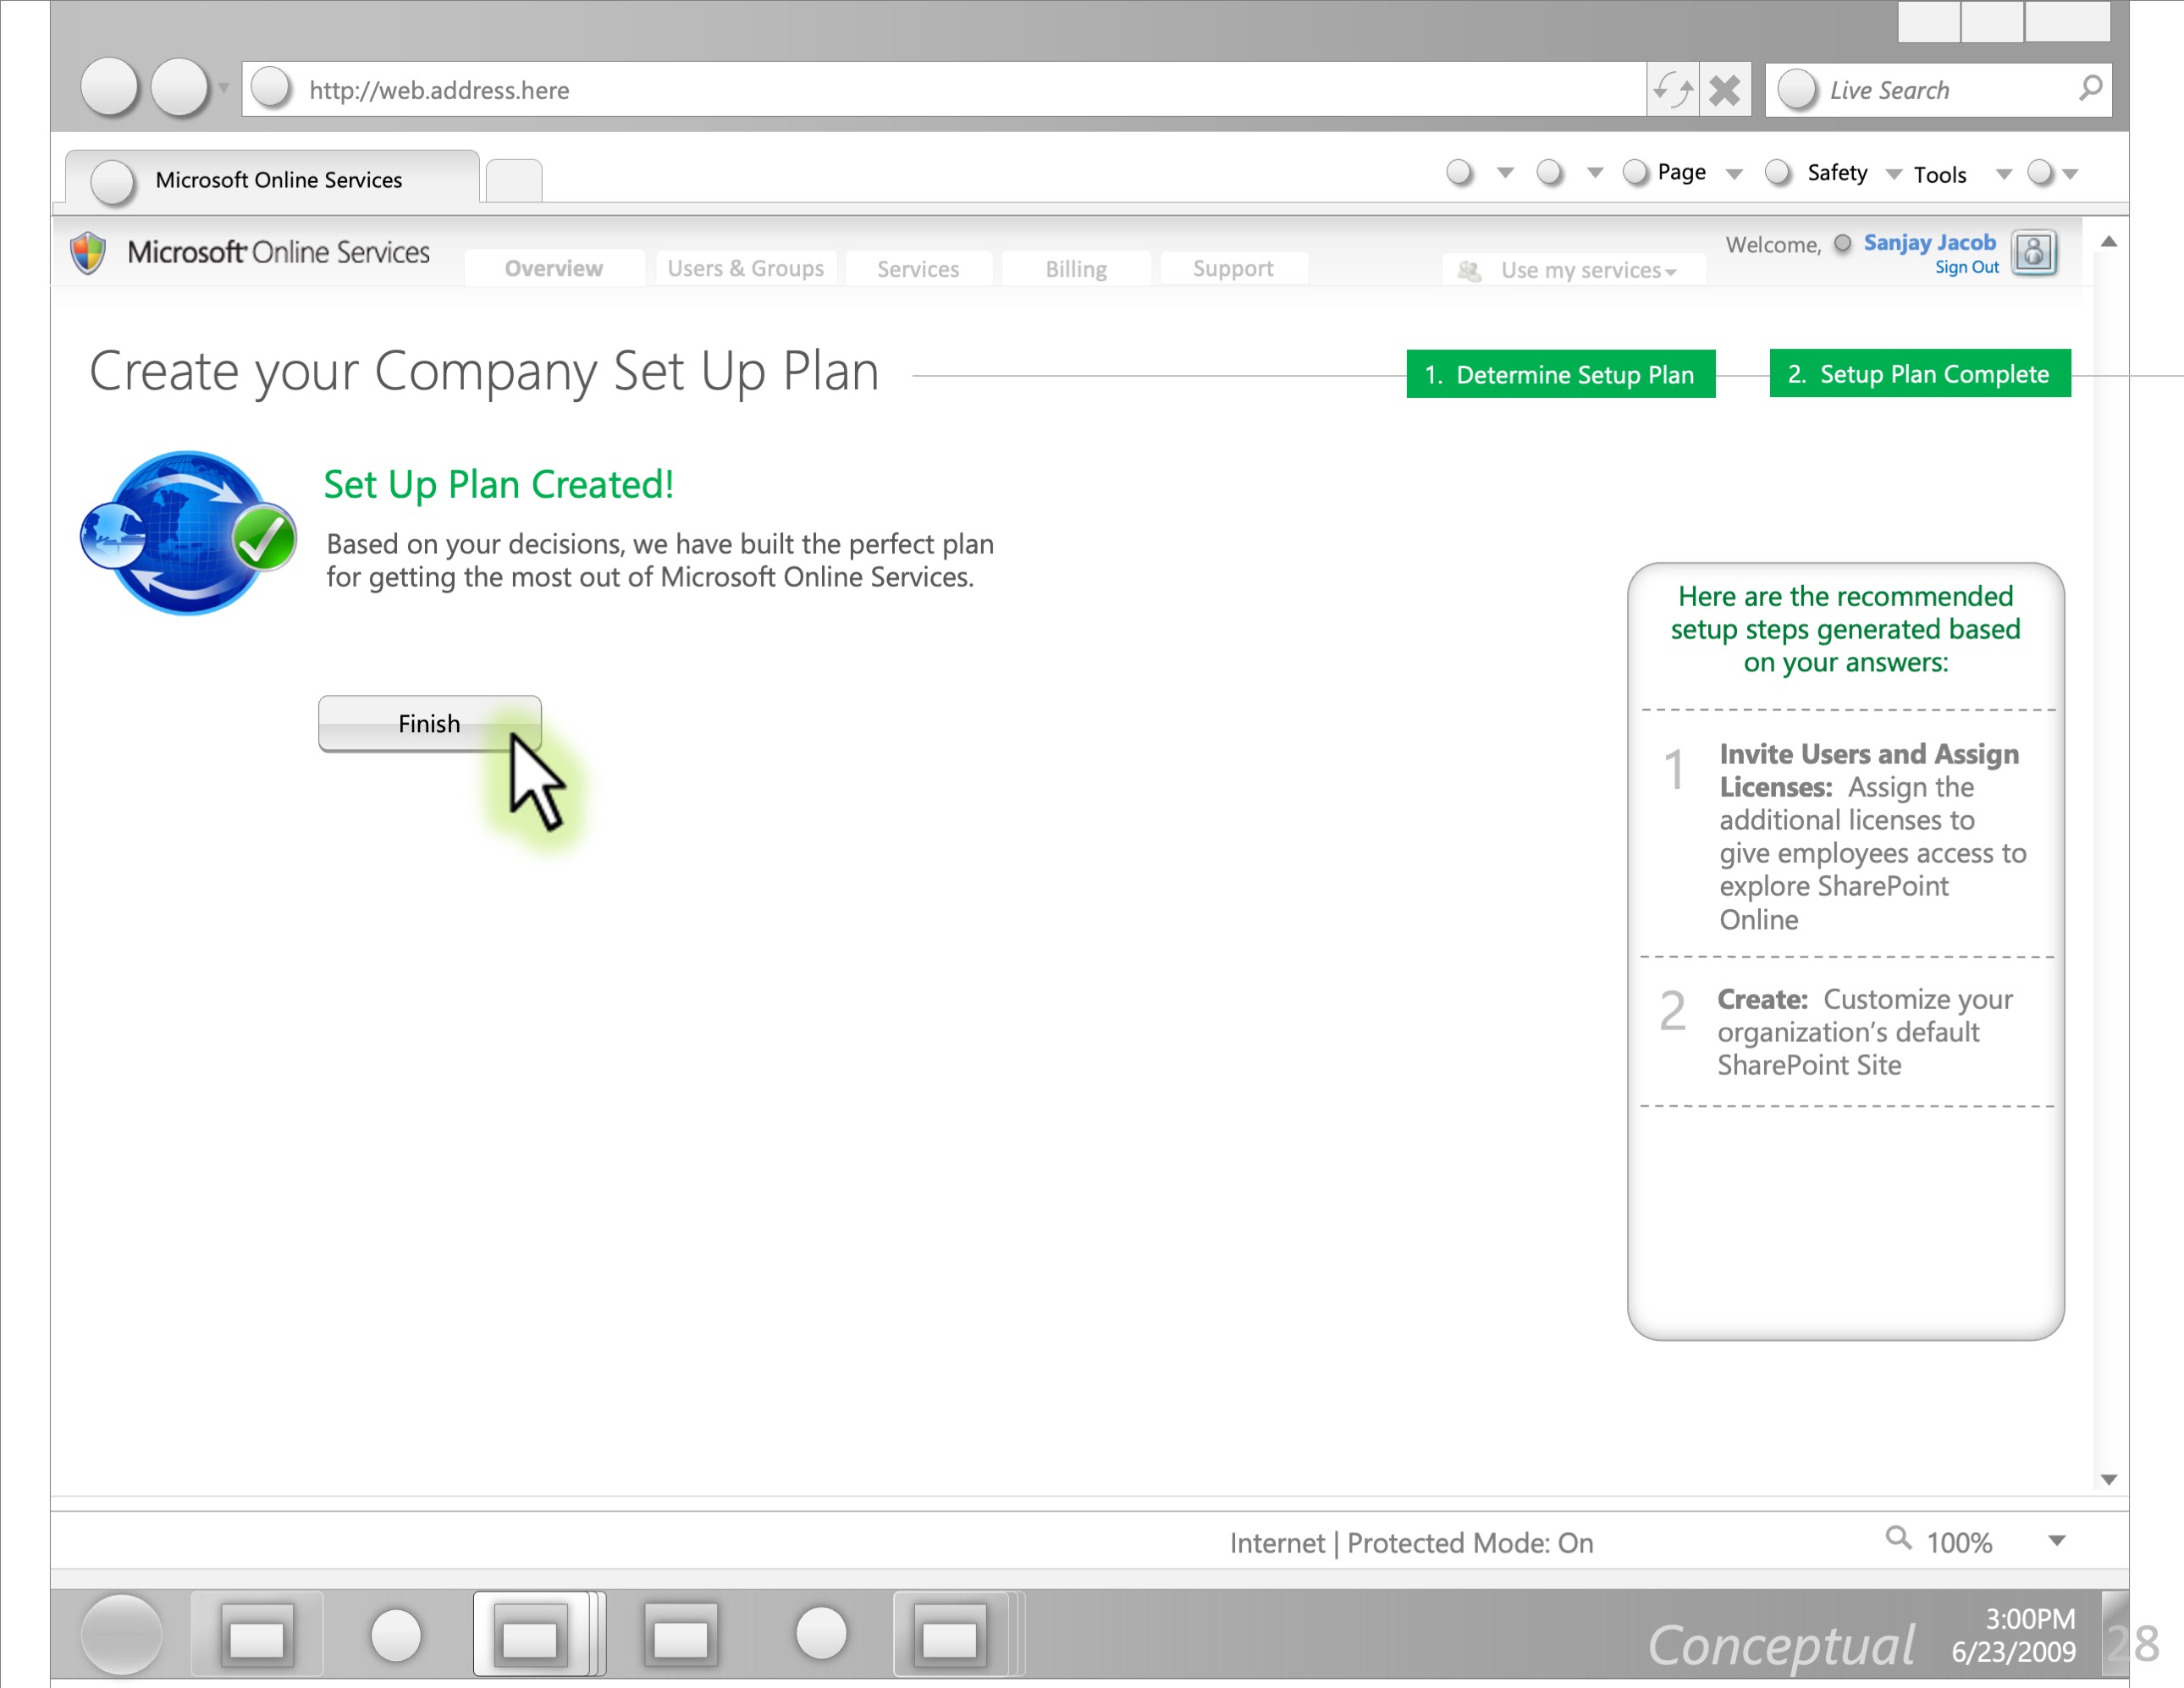 http://web.address.here
Live Search
Microsoft Online Services
Page
Safety
Tools
Microsoft Online Services
Overview
Users & Groups
Services
Billing
Support
Use my services
Welcome,
Sanjay Jacob
Sign Out
Create your Company Set Up Plan
1. Determine Setup Plan
2. Setup Plan Complete
Set Up Plan Created!
Based on your decisions, we have built the perfect plan
for getting the most out of Microsoft Online Services.
Finish
Here are the recommended
setup steps generated based
on your answers:
1
Invite Users and Assign
Licenses: Assign the
additional licenses to
give employees access to
explore SharePoint
Online
2
Create: Customize your
organization’s default
SharePoint Site
Internet | Protected Mode: On
100%
Conceptual
3:00PM
6/23/2009
28